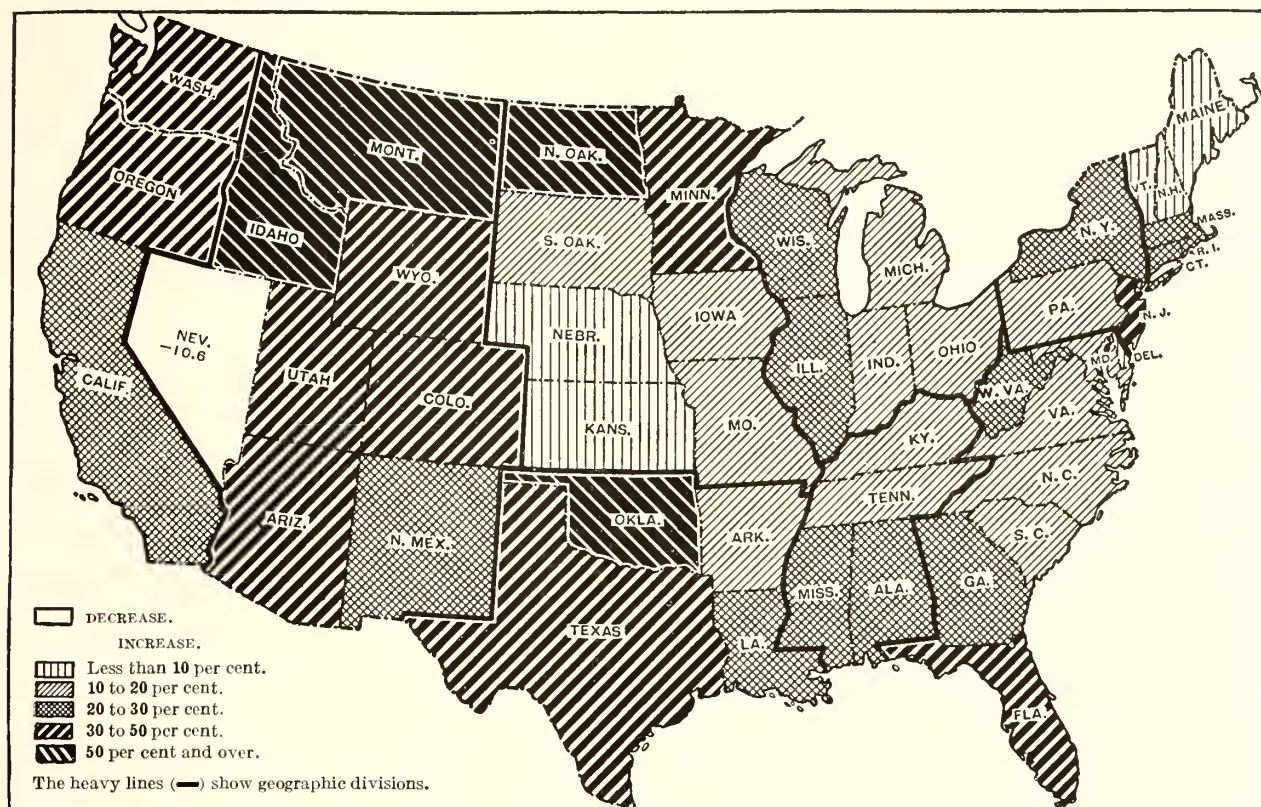 WASH.
MONT.
N. OAK.
MINN.
MAINE
VT.
N.H.
OREGON
IDAHO
S. OAK.
WIS.
MICH.
N. Y.
MASS.
R. I.
CT.
WYO.
NEV.
-10.6
NEBR.
IOWA
PA.
N. J.
CALIF.
UTAH
COLO.
KANS.
MO.
ILL.
IND.
OHIO
W. VA.
MD.
DEL.
VA.
KY.
ARIZ.
N. MEX.
OKLA.
ARK.
TENN.
N. C.
S. C.
TEXAS
LA.
MISS.
ALA.
GA.
FLA.
DECREASE.
INCREASE.
Less than 10 per cent.
10 to 20 per cent.
20 to 30 per cent.
30 to 50 per cent.
50 per cent and over.
The heavy lines (━) show geographic divisions.